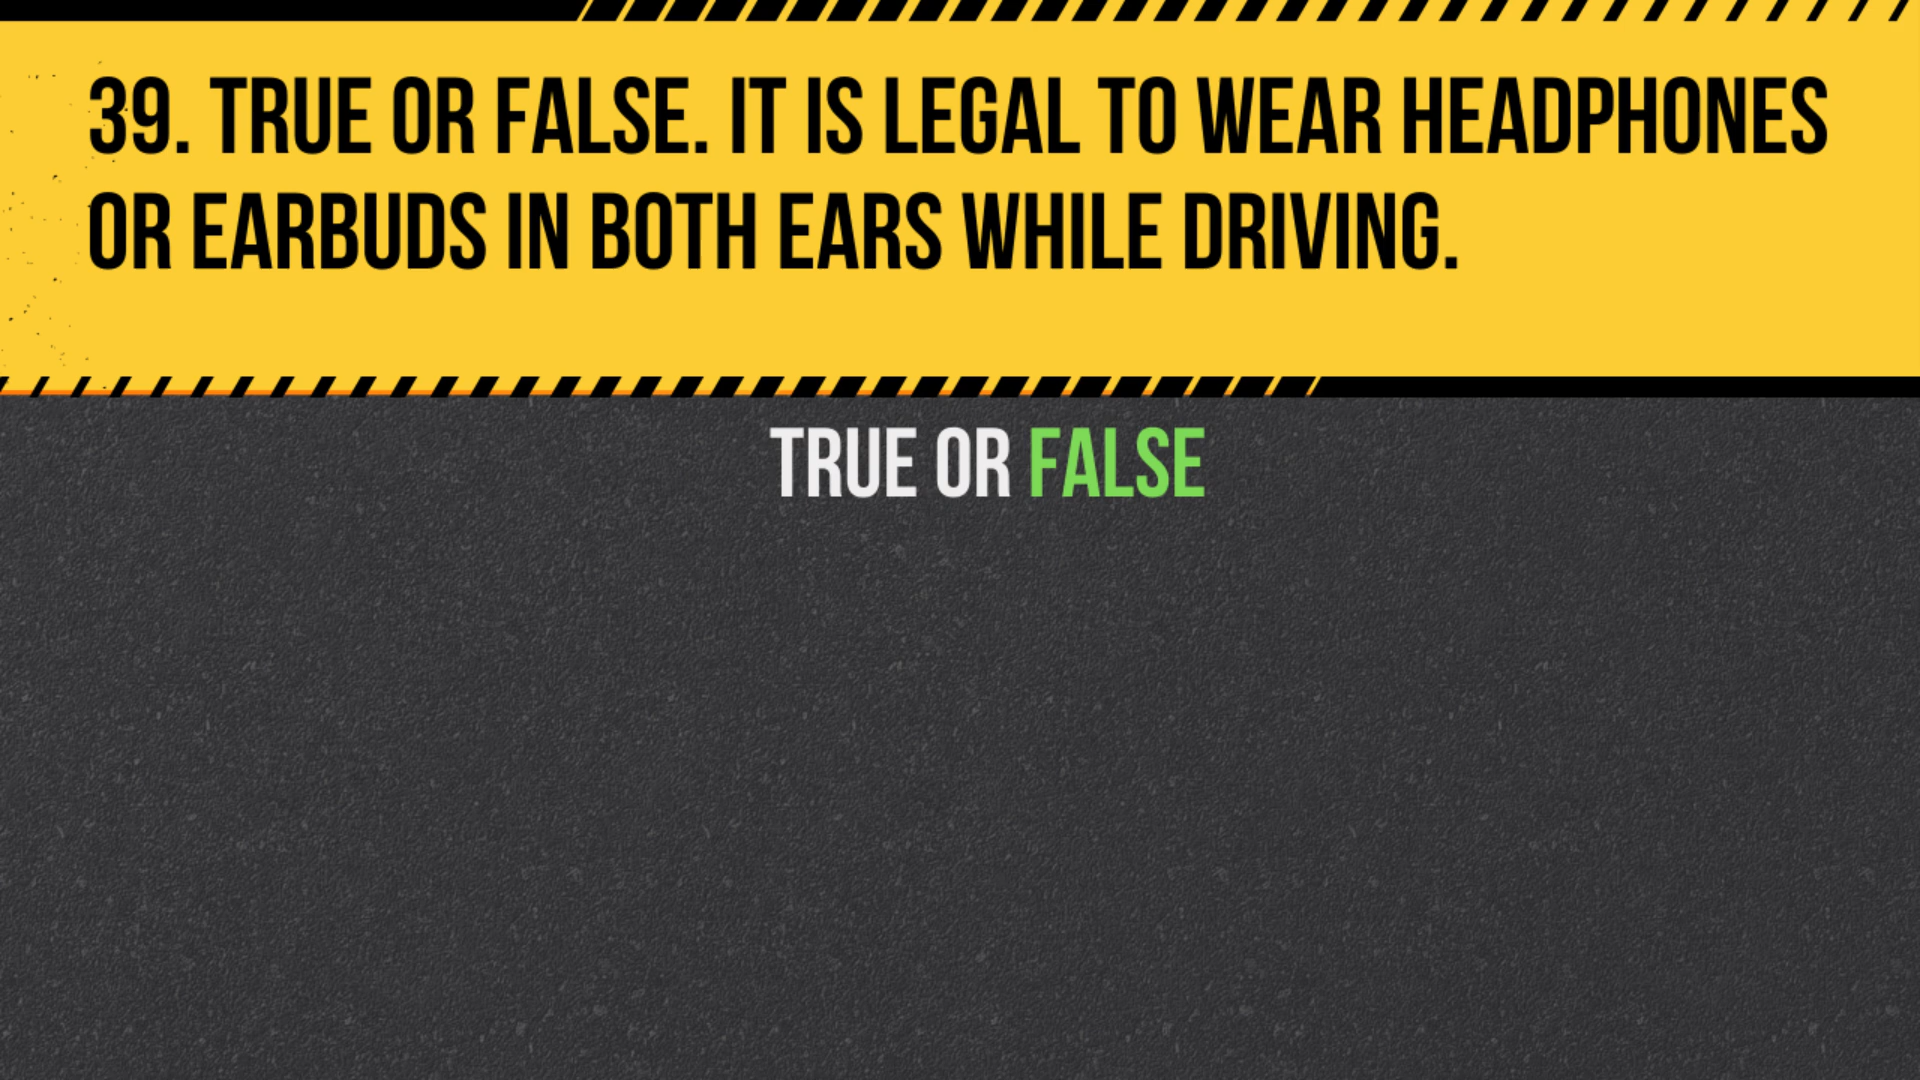 39. TRUE OR FALSE. IT IS LEGAL TO WEAR HEADPHONES
OR EARBUDS IN BOTH EARS WHILE DRIVING.
TRUE OR FALSE